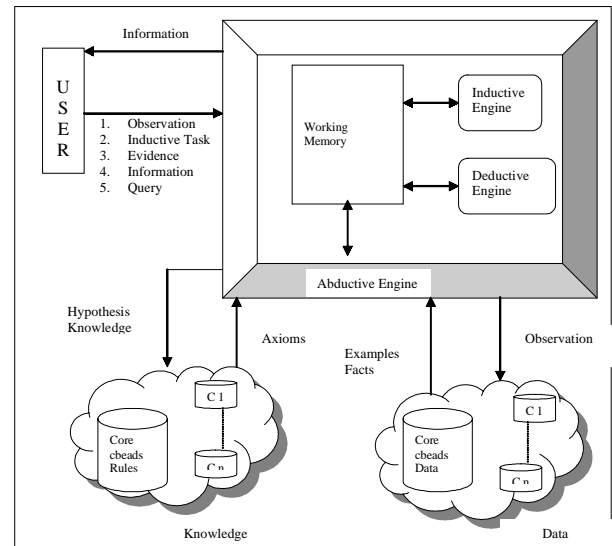 Information
U
S
E
R
1. Observation
2. Inductive Task
3. Evidence
4. Information
5. Query
Working
Memory
Inductive
Engine
Deductive
Engine
Abductive Engine
Hypothesis
Knowledge
Axioms
Examples
Facts
Observation
Core
cbeads
Rules
C 1
C n
Core
cbeads
Data
C 1
C n
Knowledge
Data